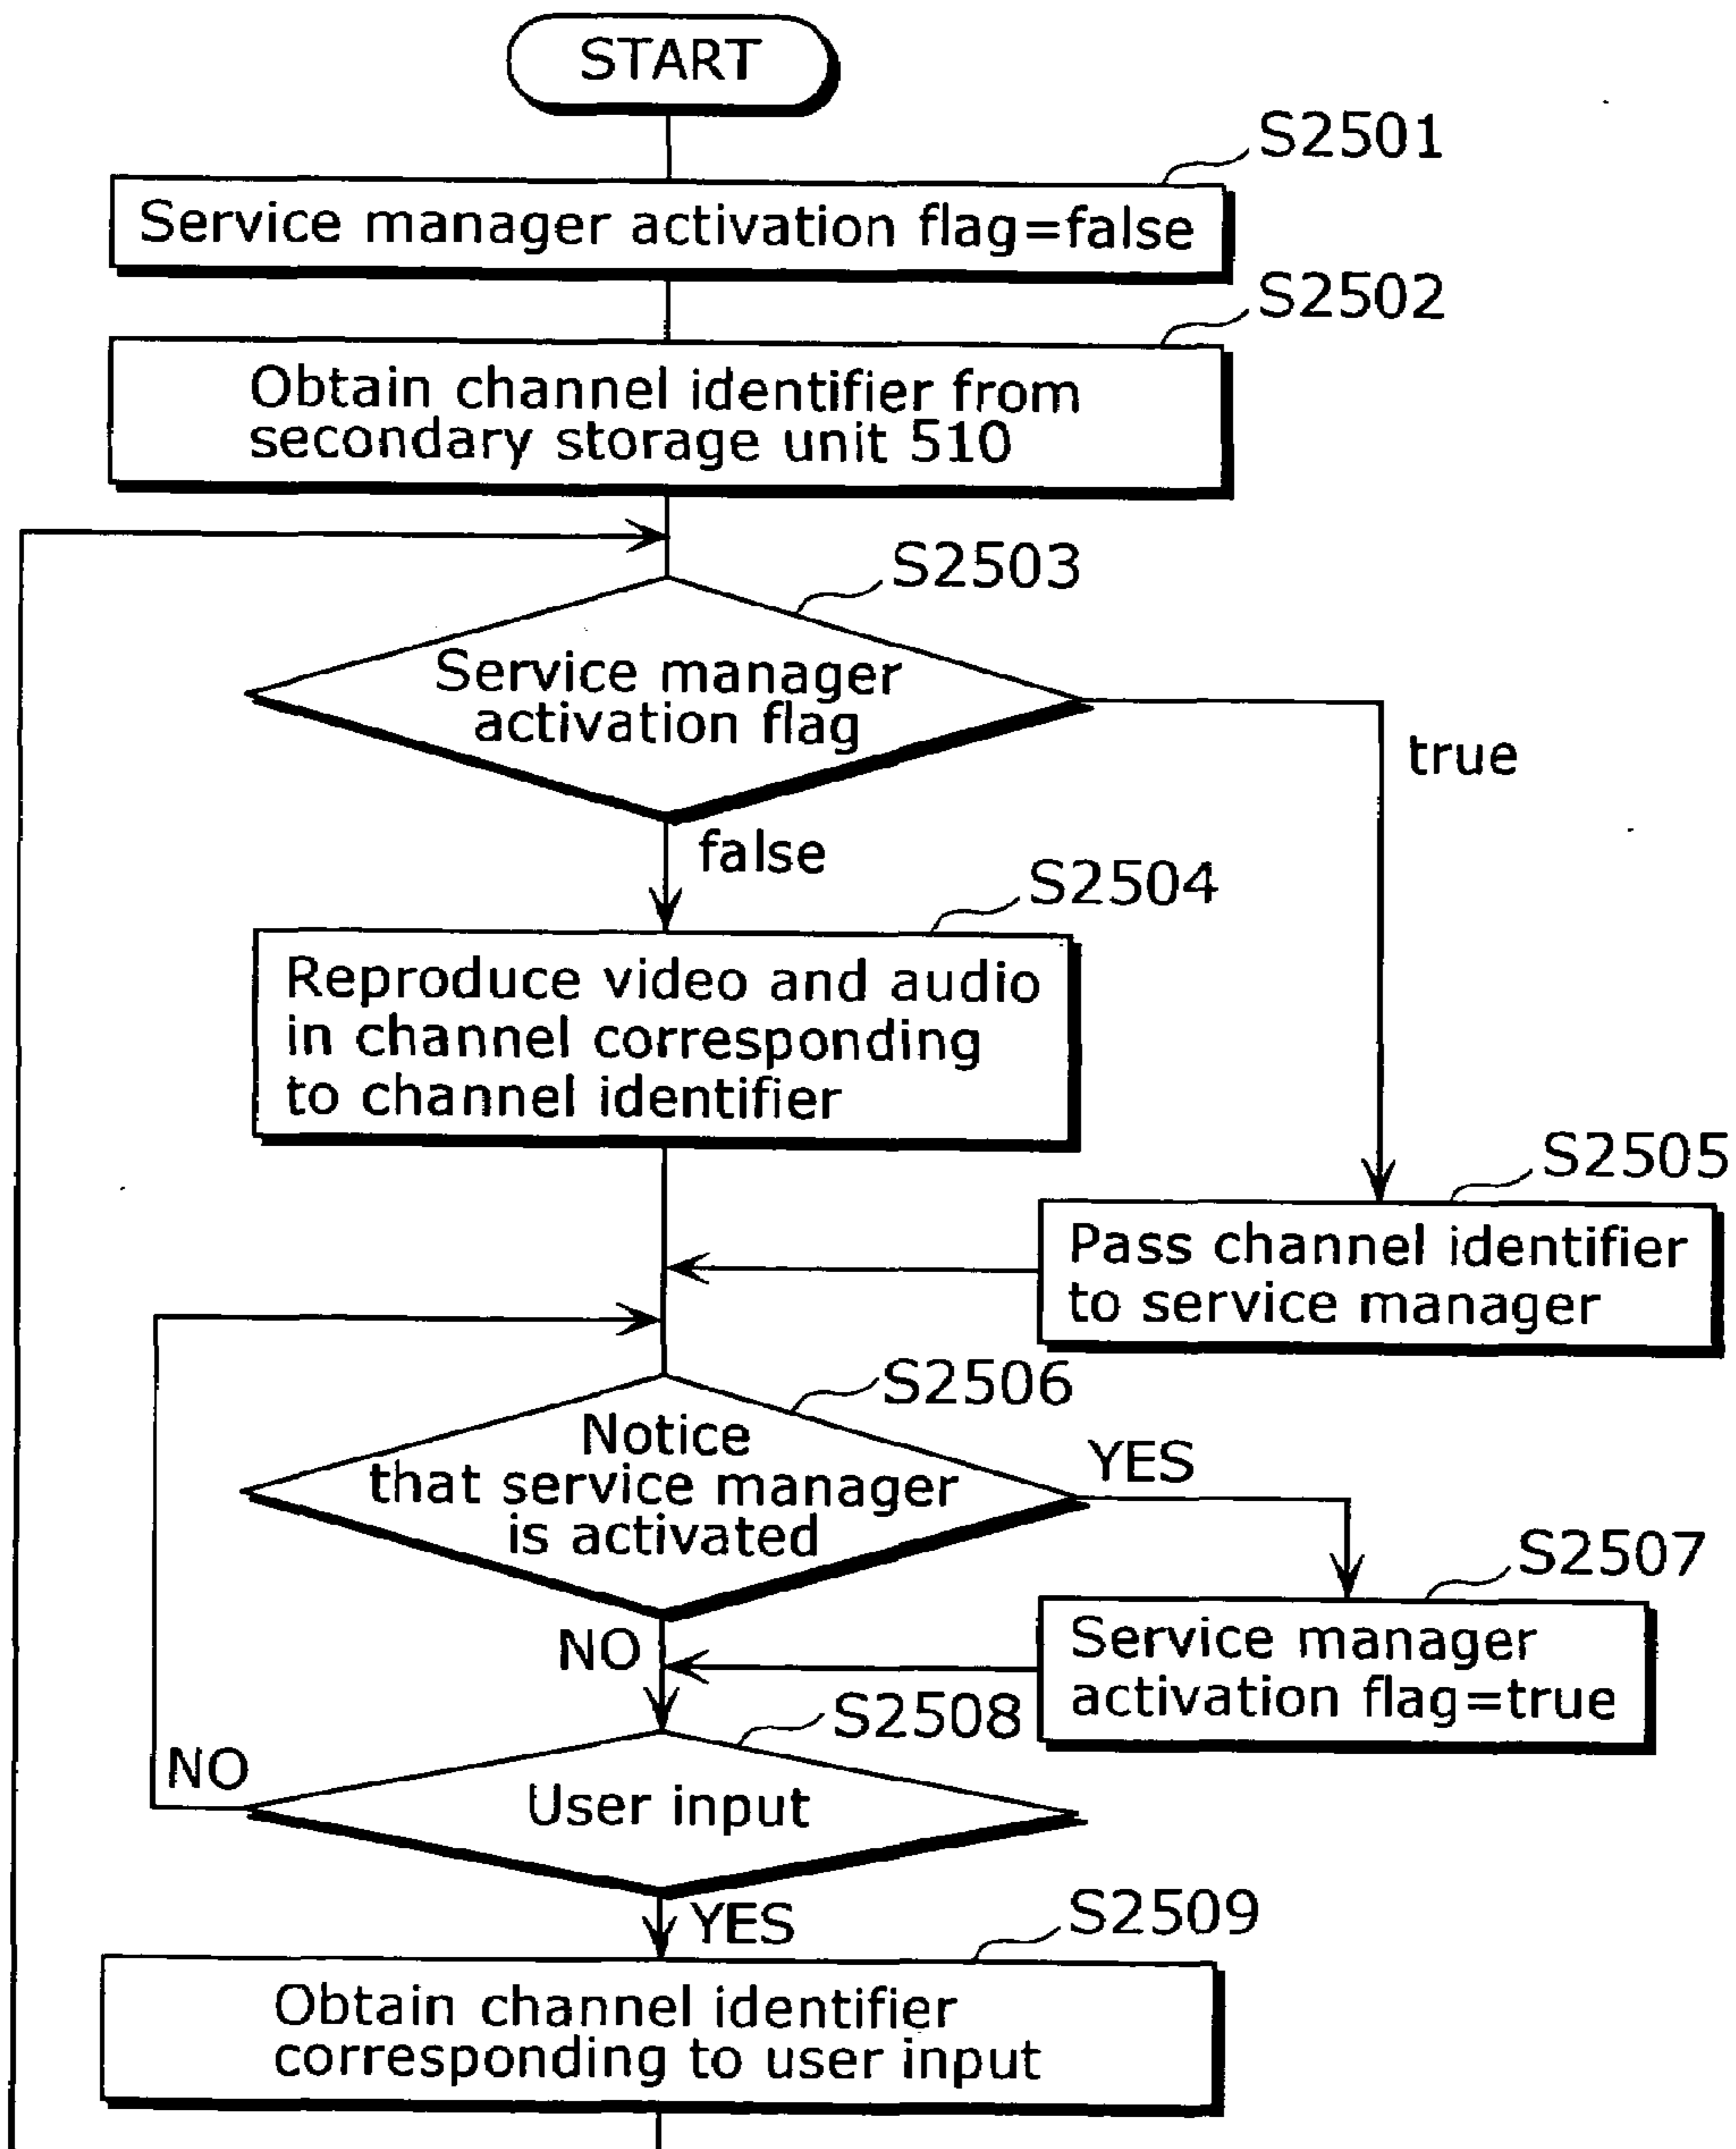 START
S2501
Service manager activation flag=false
S2502
Obtain channel identifier from
secondary storage unit 510
S2503
Service manager
activation flag
true
false
S2504
Reproduce video and audio
in channel corresponding
to channel identifier
S2505
Pass channel identifier
to service manager
S2506
Notice
that service manager
is activated
YES
S2507
Service manager
activation flag=true
NO
S2508
NO
User input
YES
S2509
Obtain channel identifier
corresponding to user input